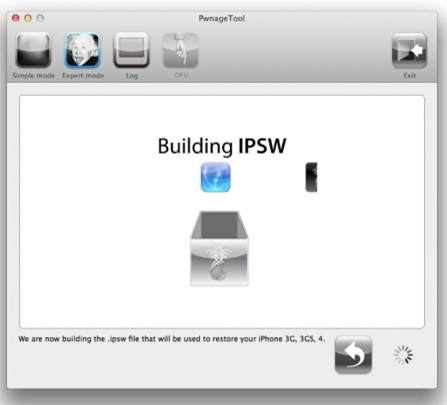 PwnageTool
Simple mode Expert mode Log DFU Exit
Building IPSW
We are now building the .ipsw file that will be used to restore your iPhone 3G, 3GS, 4.